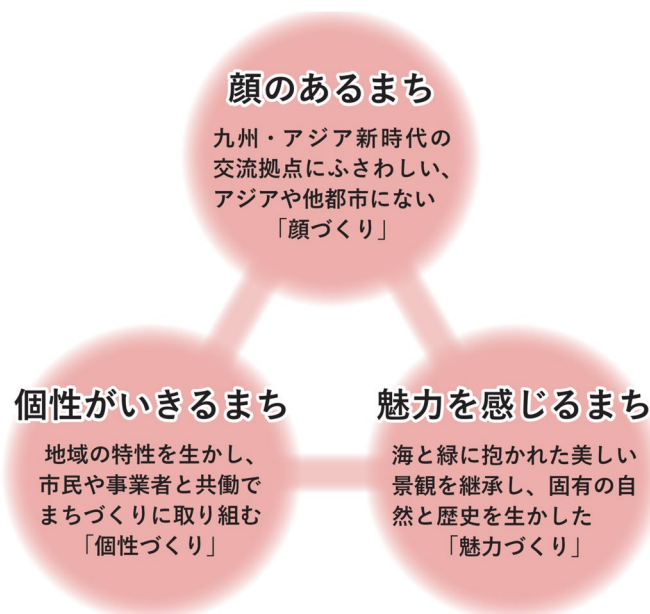 顔のあるまち
九州・アジア新時代の
交流拠点にふさわしい、
アジアや他都市にない
「顔づくり」
個性がいきるまち
地域の特性を生かし、
市民や事業者と共働で
まちづくりに取り組む
「個性づくり」
魅力を感じるまち
海と緑に抱かれた美しい
景観を継承し、固有の自
然と歴史を生かした
「魅力づくり」